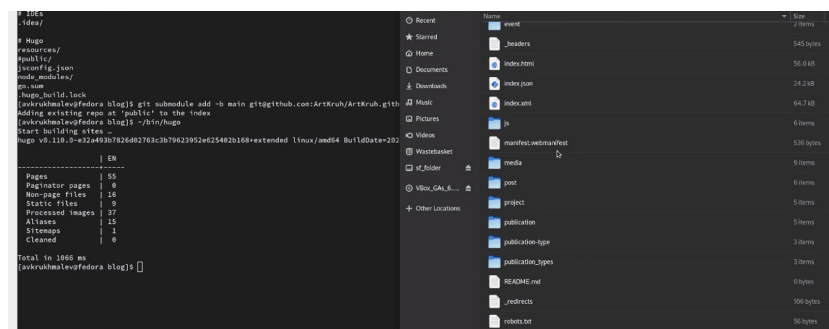 # IDEs
.idea/
# Hugo
resources/
#public/
jsconfig.json
node_modules/
go.sum
.hugo_build.lock
[avkrukhmalev@fedora blog]$ git submodule add -b main git@github.com:ArtKruh/ArtKruh.gith
Adding existing repo at 'public' to the index
[avkrukhmalev@fedora blog]$ ~/bin/hugo
Start building sites …
hugo v0.110.0-e32a493b7826d02763c3b79623952e625402b168+extended linux/amd64 BuildDate=202
| EN
Pages | 55
Paginator pages | 0
Non-page files | 16
Static files | 9
Processed images | 37
Aliases | 15
Sitemaps | 1
Cleaned | 0
Total in 1066 ms
[avkrukhmalev@fedora blog]$
Recent
Starred
Home
Documents
Downloads
Music
Pictures
Videos
Wastebasket
sf_folder
VBox_GAs_6....
+ Other Locations
Name Size
event 2 items
_headers 545 bytes
index.html 56.0 kB
index.json 24.2 kB
index.xml 64.7 kB
js 6 items
manifest.webmanifest 536 bytes
media 9 items
post 6 items
project 5 items
publication 5 items
publication-type 3 items
publication_types 3 items
README.md 0 bytes
_redirects 106 bytes
robots.txt 56 bytes